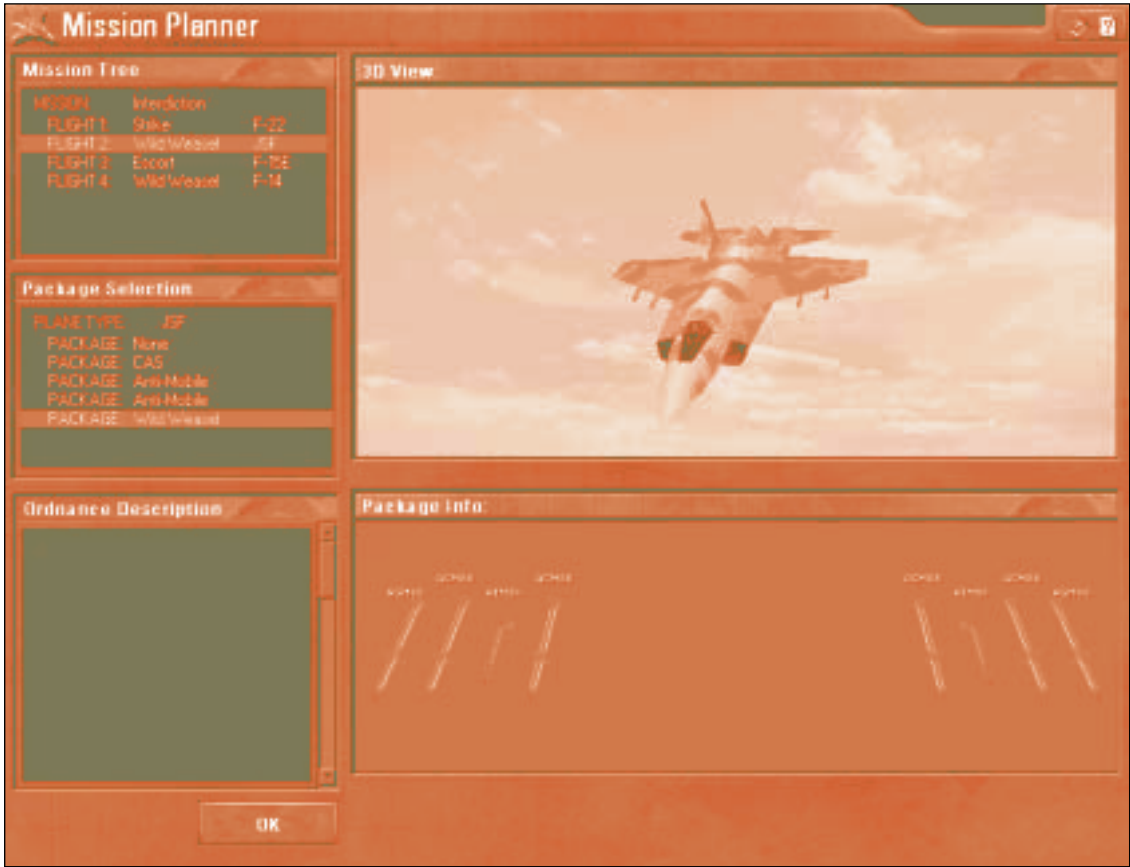 Mission Planner
Mission Tree
MISSION Interdiction
FLIGHT 1: Strike F-22
FLIGHT 2: Wild Weasel JSF
FLIGHT 3: Escort F-15E
FLIGHT 4: Wild Weasel F-14
3D View:
Package Selection
PLANE TYPE: JSF
PACKAGE: None
PACKAGE: CAS
PACKAGE: Anti-Mobile
PACKAGE: Anti-Mobile
PACKAGE: Wild Weasel
Ordnance Description
Package Info:
OK